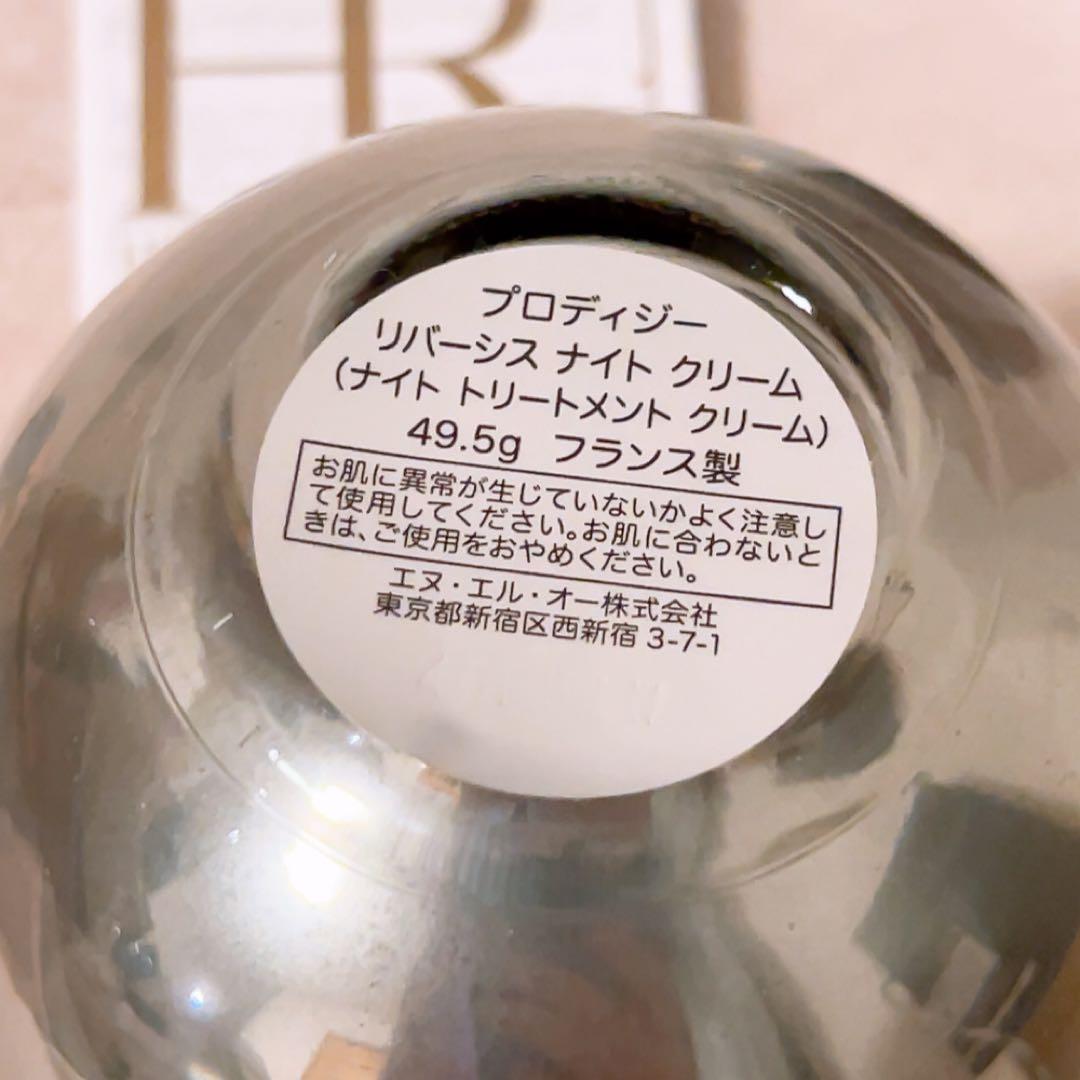 HR
プロディジー
リバーシス ナイト クリーム
(ナイト トリートメント クリーム)
49.5g フランス製
お肌に異常が生じていないかよく注意し
て使用してください。お肌に合わないと
きは、ご使用をおやめください。
エヌ・エル・オー株式会社
東京都新宿区西新宿 3-7-1